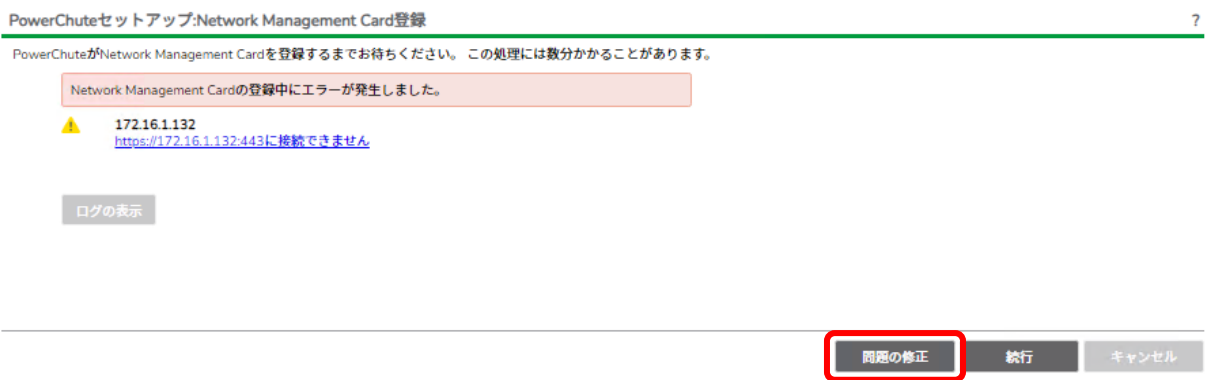 PowerChuteセットアップ:Network Management Card登録
?
PowerChuteがNetwork Management Cardを登録するまでお待ちください。 この処理には数分かかることがあります。
Network Management Cardの登録中にエラーが発生しました。
172.16.1.132
https://172.16.1.132:443に接続できません
ログの表示
問題の修正
続行
キャンセル